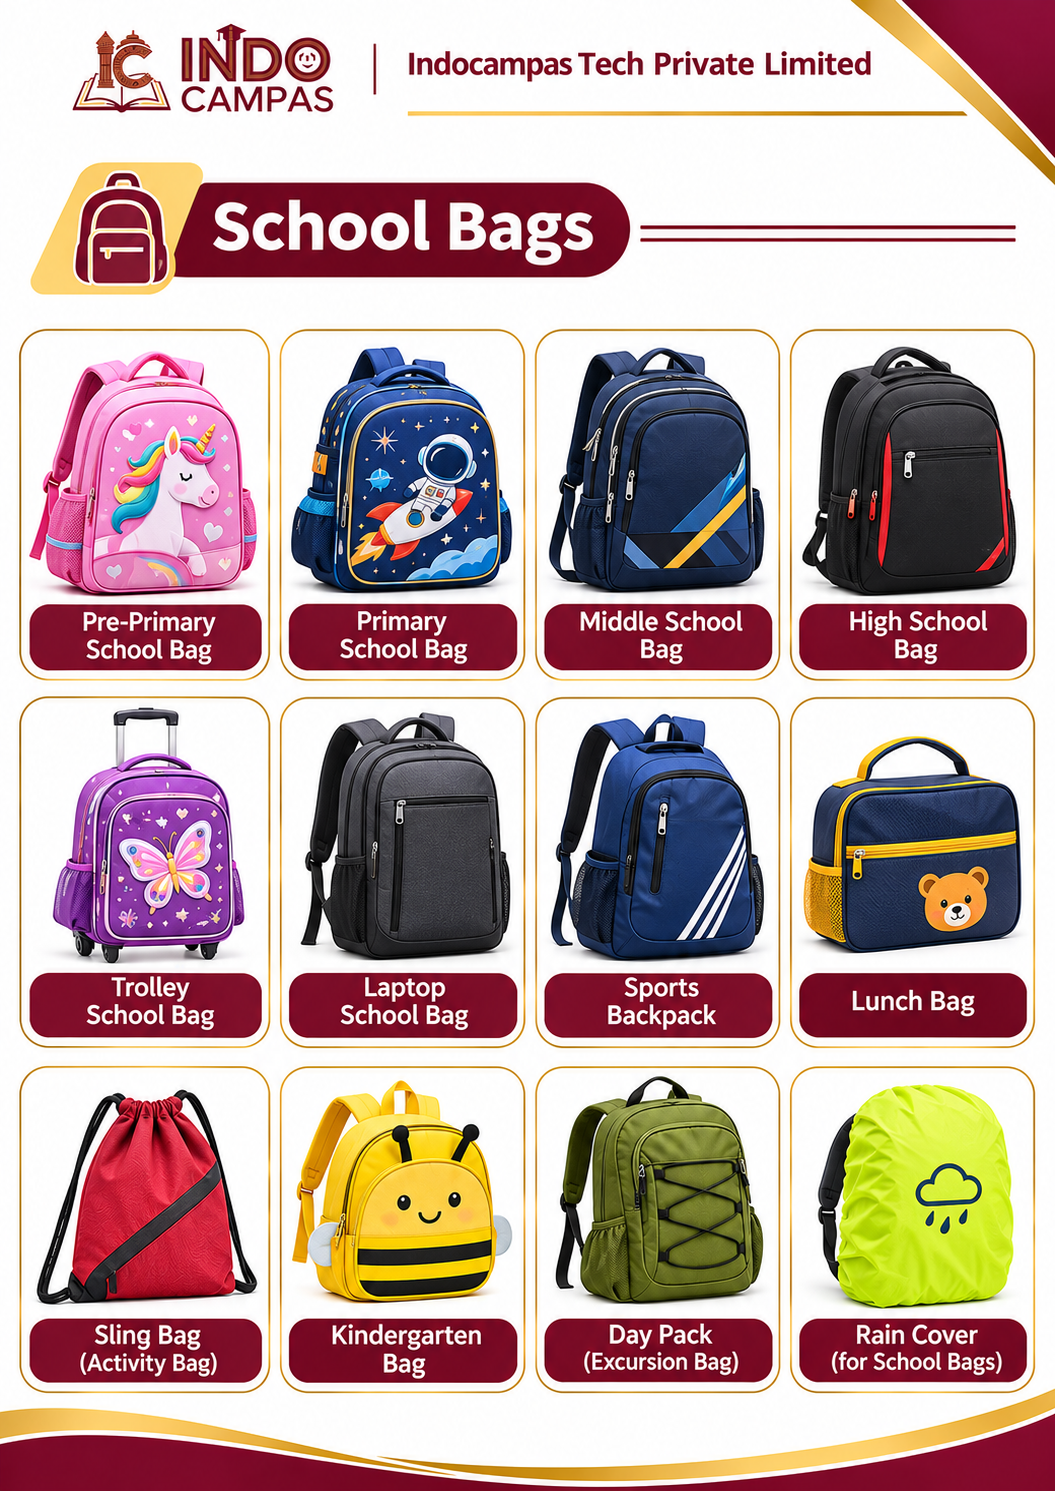 IC INDO
CAMPAS
Indocampas Tech Private Limited
School Bags
Pre-Primary
School Bag
Primary
School Bag
Middle School
Bag
High School
Bag
Trolley
School Bag
Laptop
School Bag
Sports
Backpack
Lunch Bag
Sling Bag
(Activity Bag)
Kindergarten
Bag
Day Pack
(Excursion Bag)
Rain Cover
(for School Bags)